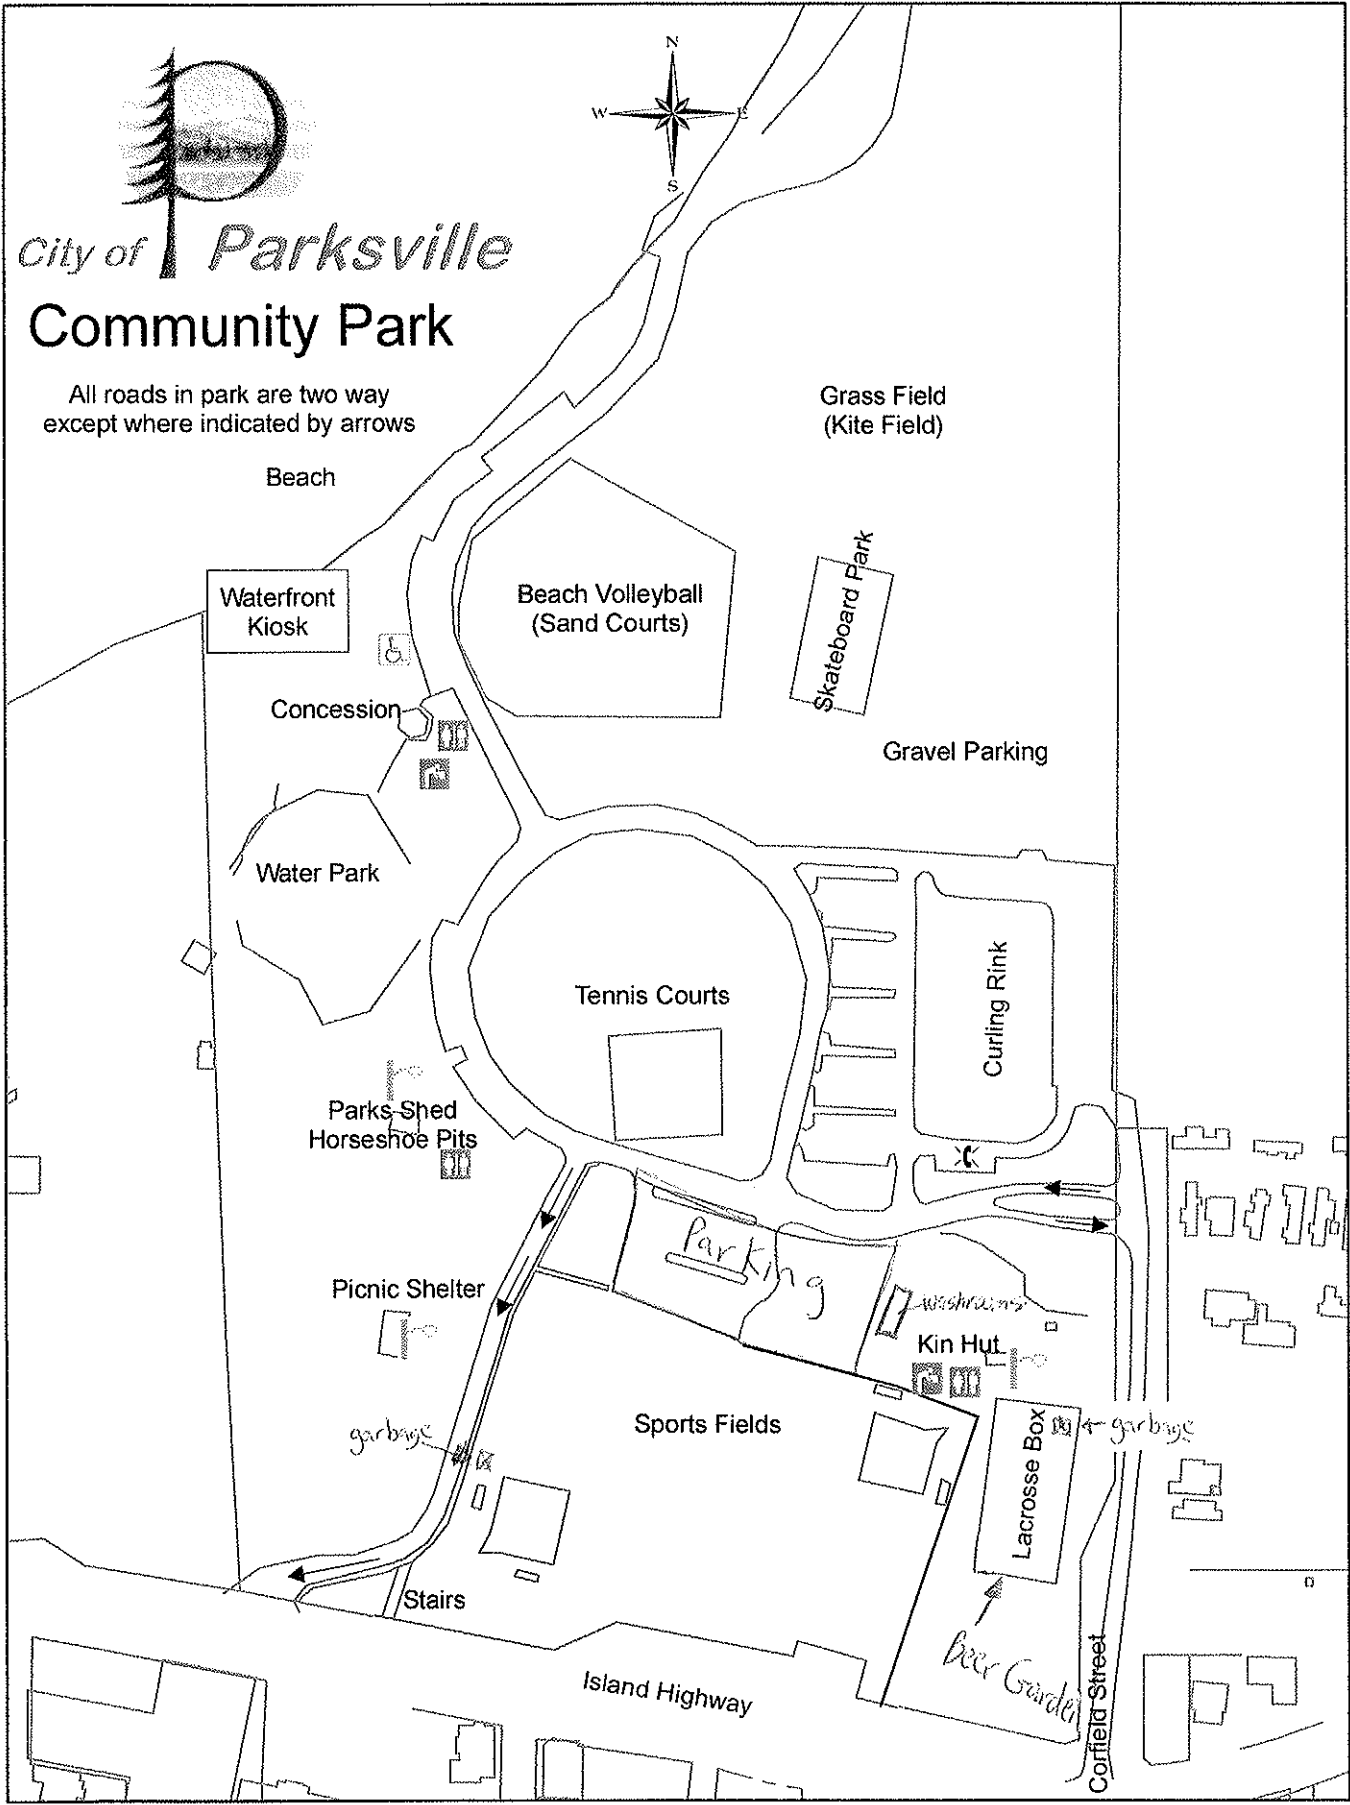 N
W E
S
City of Parksville
Community Park
All roads in park are two way
except where indicated by arrows
Beach
Grass Field
(Kite Field)
Waterfront
Kiosk
Beach Volleyball
(Sand Courts)
Skateboard Park
Concession
Gravel Parking
Water Park
Tennis Courts
Curling Rink
Parks Shed
Horseshoe Pits
Parking
Picnic Shelter
washrooms
Kin Hut
Sports Fields
garbage
Lacrosse Box
garbage
Stairs
Beer Garden
Island Highway
Corfield Street